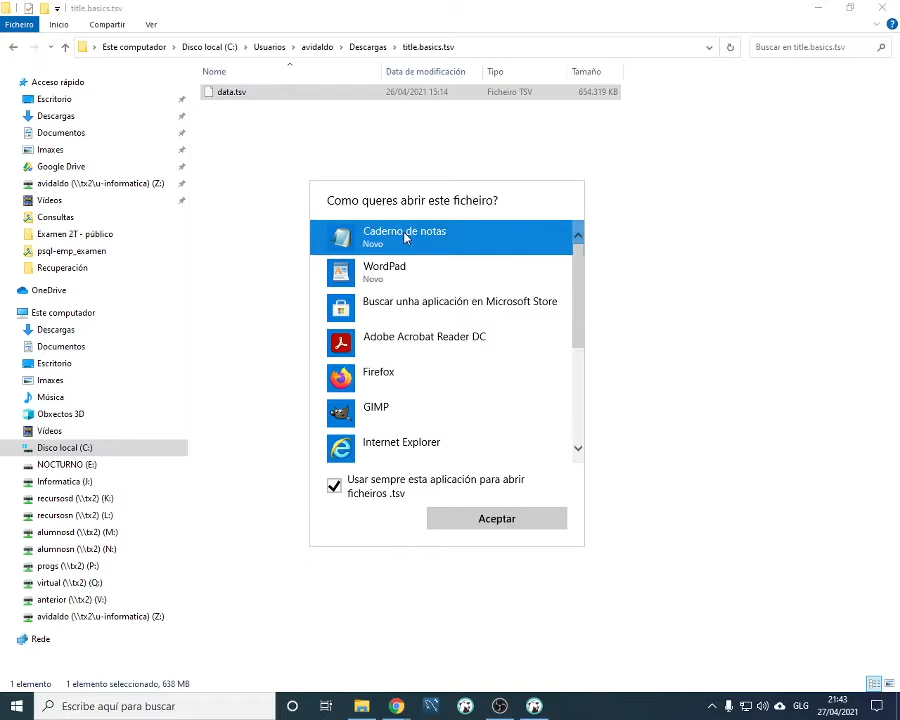 title.basics.tsv
Ficheiro Inicio Compartir Ver
Este computador Disco local (C:) Usuarios avidaldo Descargas title.basics.tsv
Buscar en title.basics.tsv
Nome Data de modificación Tipo Tamaño
data.tsv 26/04/2021 15:14 Ficheiro TSV 654.319 KB
Acceso rápido
Escritorio
Descargas
Documentos
Imaxes
Google Drive
avidaldo (\\tx2\u-informatica) (Z:)
Vídeos
Consultas
Examen 2T - público
psql-emp_examen
Recuperación
OneDrive
Este computador
Descargas
Documentos
Escritorio
Imaxes
Música
Obxectos 3D
Vídeos
Disco local (C:)
NOCTURNO (E:)
Informatica (J:)
recursosd (\\tx2) (K:)
recursosn (\\tx2) (L:)
alumnosd (\\tx2) (M:)
alumnosn (\\tx2) (N:)
progs (\\tx2) (P:)
virtual (\\tx2) (Q:)
anterior (\\tx2) (V:)
avidaldo (\\tx2\u-informatica) (Z:)
Rede
Como queres abrir este ficheiro?
Caderno de notas
Novo
WordPad
Novo
Buscar unha aplicación en Microsoft Store
Adobe Acrobat Reader DC
Firefox
GIMP
Internet Explorer
Usar sempre esta aplicación para abrir
ficheiros .tsv
Aceptar
1 elemento 1 elemento seleccionado, 638 MB
Escribe aquí para buscar
GLG
21:43
27/04/2021